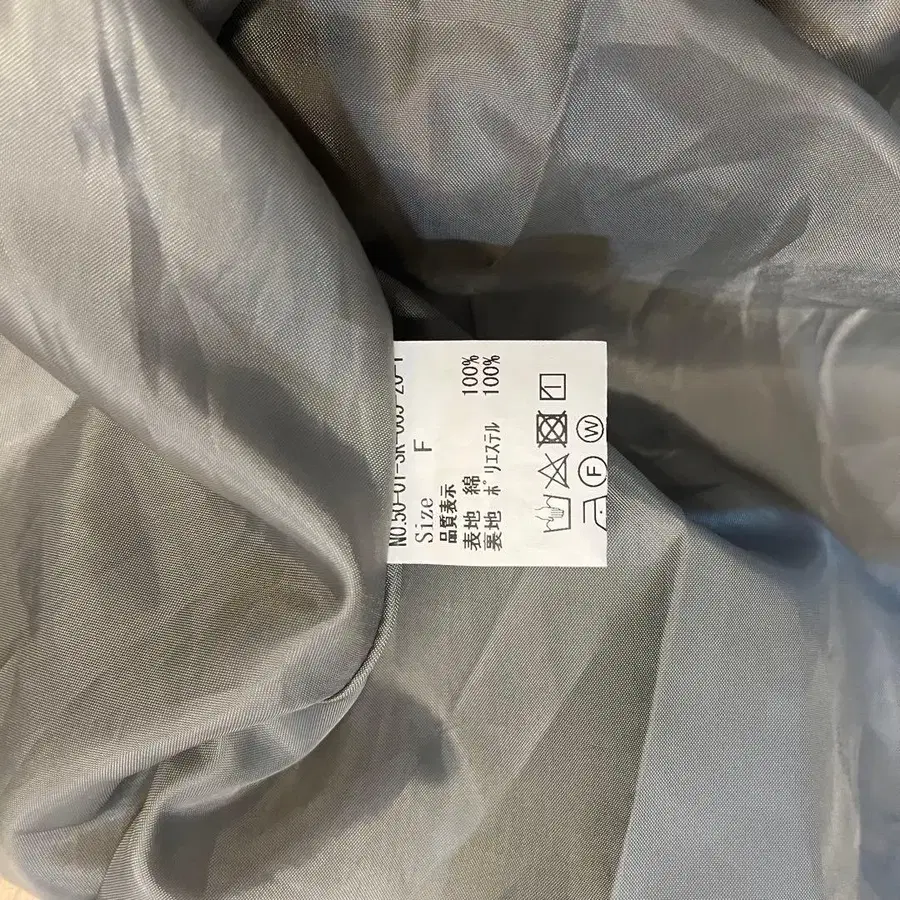 Size F
品質表示
表地 綿 100%
裏地 ポリエステル 100%
F W